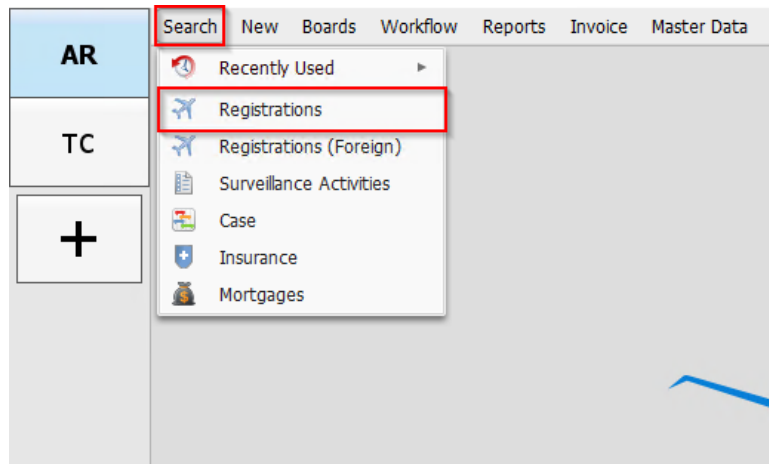 AR
TC
+
Search New Boards Workflow Reports Invoice Master Data
Recently Used
Registrations
Registrations (Foreign)
Surveillance Activities
Case
Insurance
Mortgages